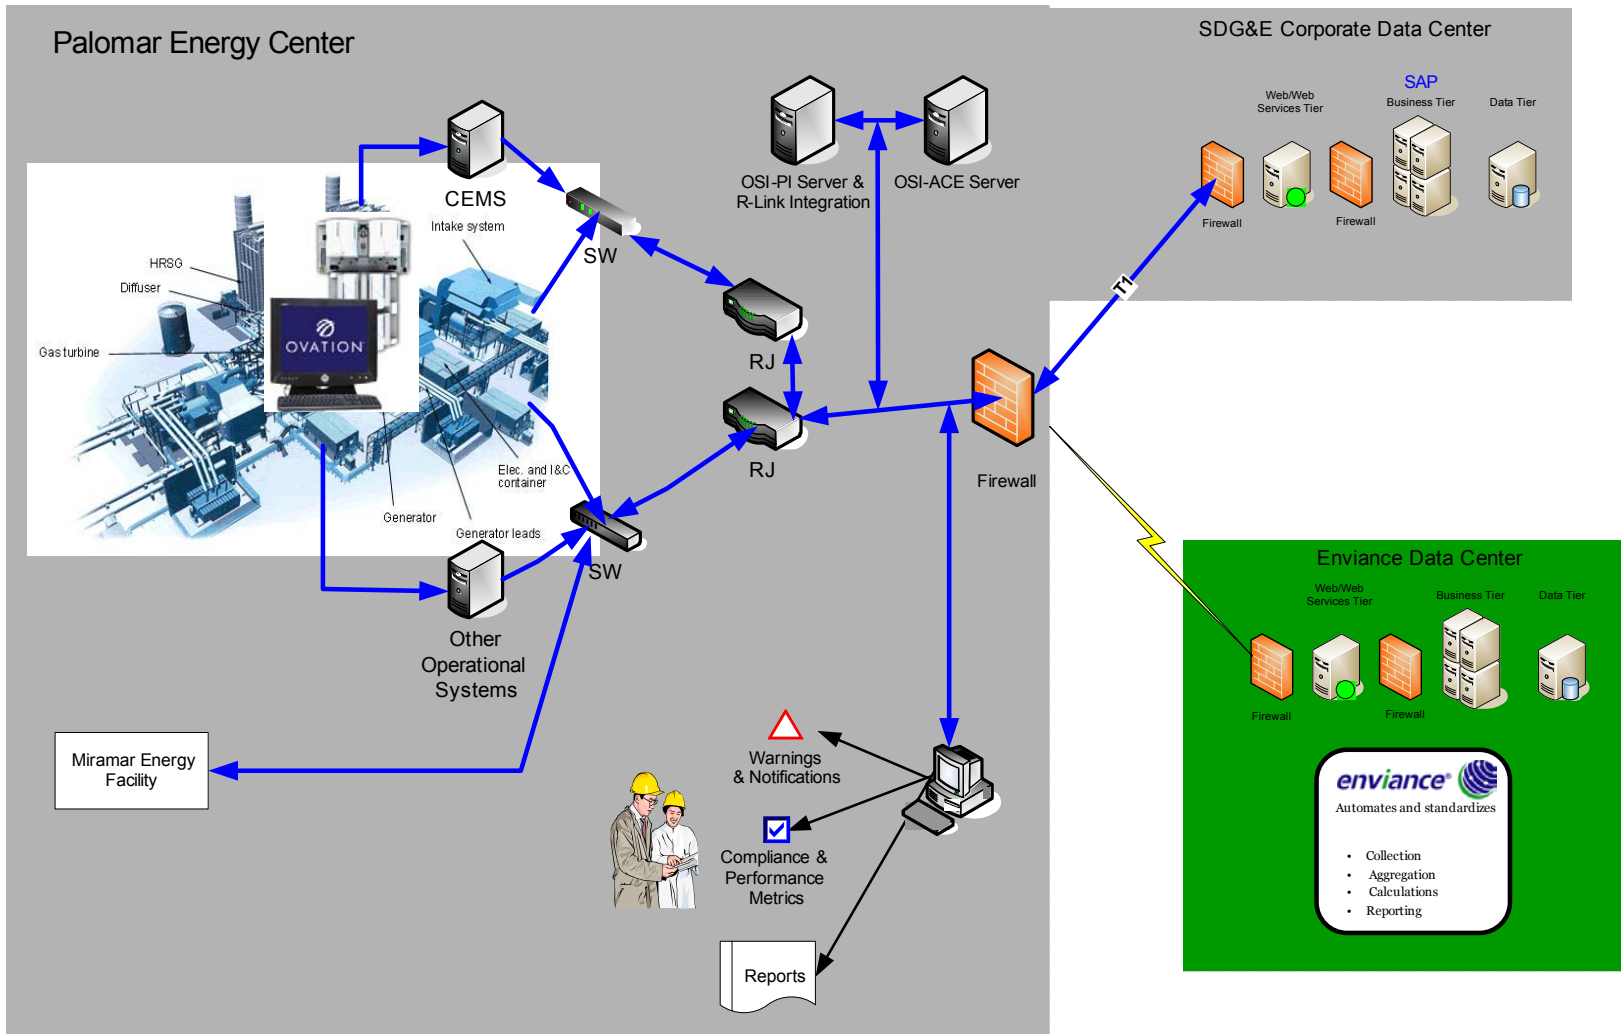 Palomar Energy Center
SDG&E Corporate Data Center
SAP
Web/Web
Services Tier
Business Tier
Data Tier
Firewall
Firewall
CEMS
SW
OSI-PI Server &
R-Link Integration
OSI-ACE Server
Intake system
HRSG
Diffuser
Gas turbine
OVATION
Elec. and I&C
container
Generator
Generator leads
RJ
RJ
T1
Firewall
SW
Other
Operational
Systems
Miramar Energy
Facility
Warnings
& Notifications
Compliance &
Performance
Metrics
Reports
Enviance Data Center
Web/Web
Services Tier
Business Tier
Data Tier
Firewall
Firewall
enviance®
Automates and standardizes
• Collection
• Aggregation
• Calculations
• Reporting